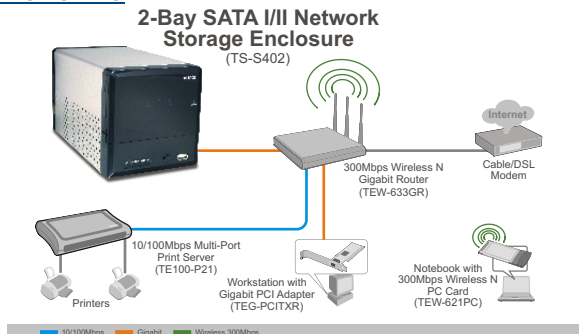 2-Bay SATA I/II Network
Storage Enclosure
(TS-S402)
Internet
300Mbps Wireless N
Gigabit Router
(TEW-633GR)
Cable/DSL
Modem
10/100Mbps Multi-Port
Print Server
(TE100-P21)
Printers
Workstation with
Gigabit PCI Adapter
(TEG-PCITXR)
Notebook with
300Mbps Wireless N
PC Card
(TEW-621PC)
10/100Mbps Gigabit Wireless 300Mbps